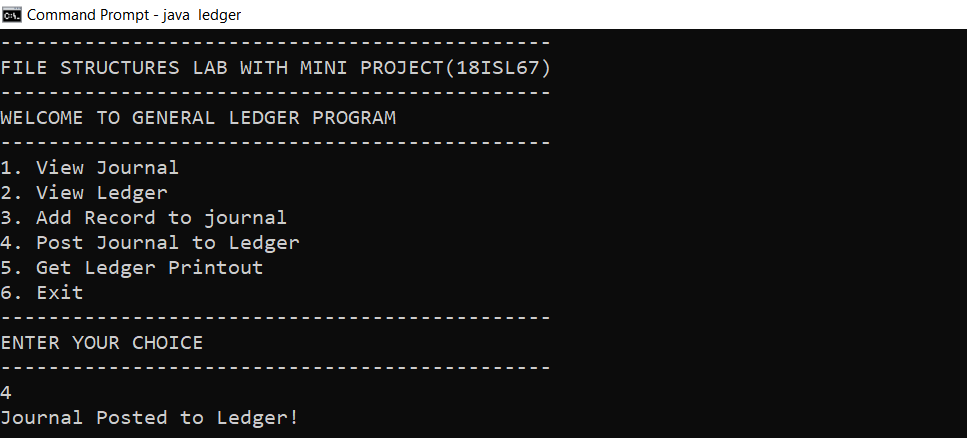 Command Prompt - java ledger
-----------------------------------------------
FILE STRUCTURES LAB WITH MINI PROJECT(18ISL67)
-----------------------------------------------
WELCOME TO GENERAL LEDGER PROGRAM
-----------------------------------------------
1. View Journal
2. View Ledger
3. Add Record to journal
4. Post Journal to Ledger
5. Get Ledger Printout
6. Exit
-----------------------------------------------
ENTER YOUR CHOICE
-----------------------------------------------
4
Journal Posted to Ledger!